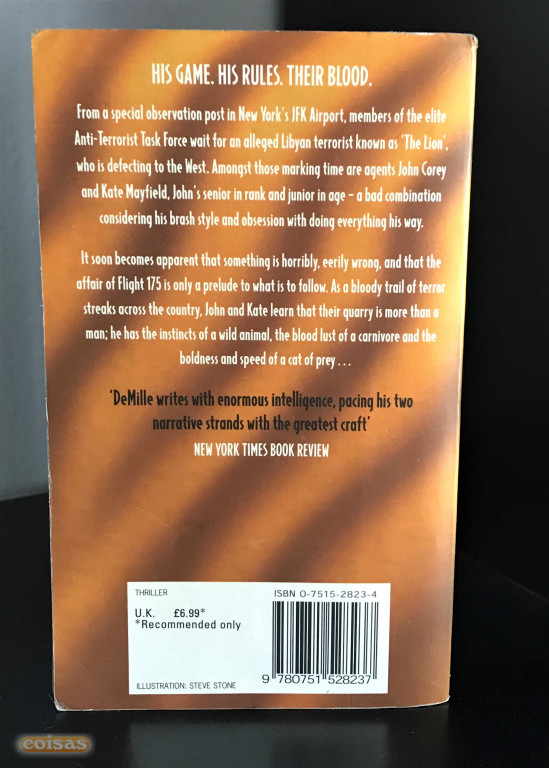 HIS GAME. HIS RULES. THEIR BLOOD.
From a special observation post in New York's JFK Airport, members of the elite
Anti-Terrorist Task Force wait for an alleged Libyan terrorist known as 'The Lion',
who is defecting to the West. Amongst those marking time are agents John Corey
and Kate Mayfield, John's senior in rank and junior in age – a bad combination
considering his brash style and obsession with doing everything his way.
It soon becomes apparent that something is horribly, eerily wrong, and that the
affair of Flight 175 is only a prelude to what is to follow. As a bloody trail of terror
streaks across the country, John and Kate learn that their quarry is more than a
man; he has the instincts of a wild animal, the blood lust of a carnivore and the
boldness and speed of a cat of prey . . .
'DeMille writes with enormous intelligence, pacing his two
narrative strands with the greatest craft'
NEW YORK TIMES BOOK REVIEW
THRILLER
ISBN 0-7515-2823-4
U.K. £6.99*
*Recommended only
9 780751 528237
ILLUSTRATION: STEVE STONE
coisas